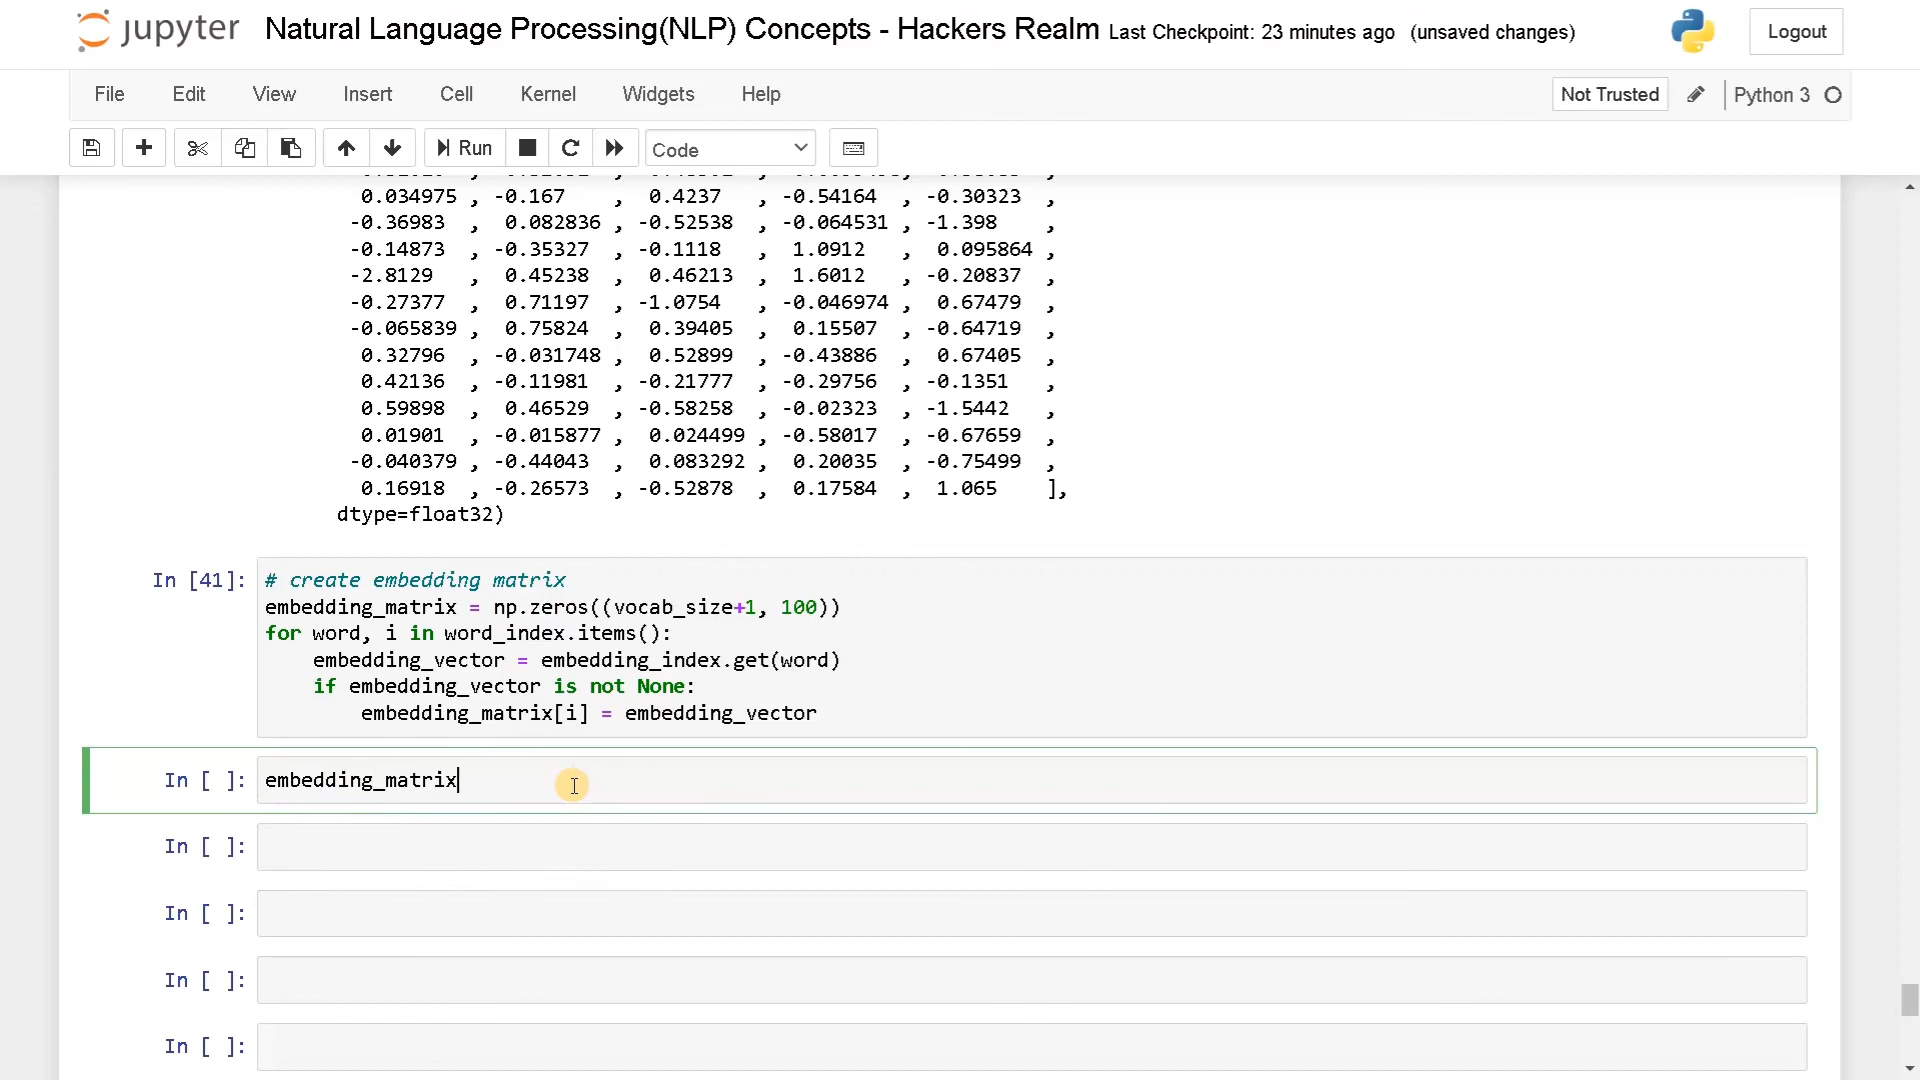 jupyter Natural Language Processing(NLP) Concepts - Hackers Realm Last Checkpoint: 23 minutes ago (unsaved changes) Logout
File Edit View Insert Cell Kernel Widgets Help Not Trusted Python 3
Run Code
0.034975 , -0.167 , 0.4237 , -0.54164 , -0.30323 ,
-0.36983 , 0.082836 , -0.52538 , -0.064531 , -1.398 ,
-0.14873 , -0.35327 , -0.1118 , 1.0912 , 0.095864 ,
-2.8129 , 0.45238 , 0.46213 , 1.6012 , -0.20837 ,
-0.27377 , 0.71197 , -1.0754 , -0.046974 , 0.67479 ,
-0.065839 , 0.75824 , 0.39405 , 0.15507 , -0.64719 ,
0.32796 , -0.031748 , 0.52899 , -0.43886 , 0.67405 ,
0.42136 , -0.11981 , -0.21777 , -0.29756 , -0.1351 ,
0.59898 , 0.46529 , -0.58258 , -0.02323 , -1.5442 ,
0.01901 , -0.015877 , 0.024499 , -0.58017 , -0.67659 ,
-0.040379 , -0.44043 , 0.083292 , 0.20035 , -0.75499 ,
0.16918 , -0.26573 , -0.52878 , 0.17584 , 1.065 ],
dtype=float32)
In [41]: # create embedding matrix
embedding_matrix = np.zeros((vocab_size+1, 100))
for word, i in word_index.items():
    embedding_vector = embedding_index.get(word)
    if embedding_vector is not None:
        embedding_matrix[i] = embedding_vector
In [ ]: embedding_matrix
In [ ]:
In [ ]:
In [ ]:
In [ ]: